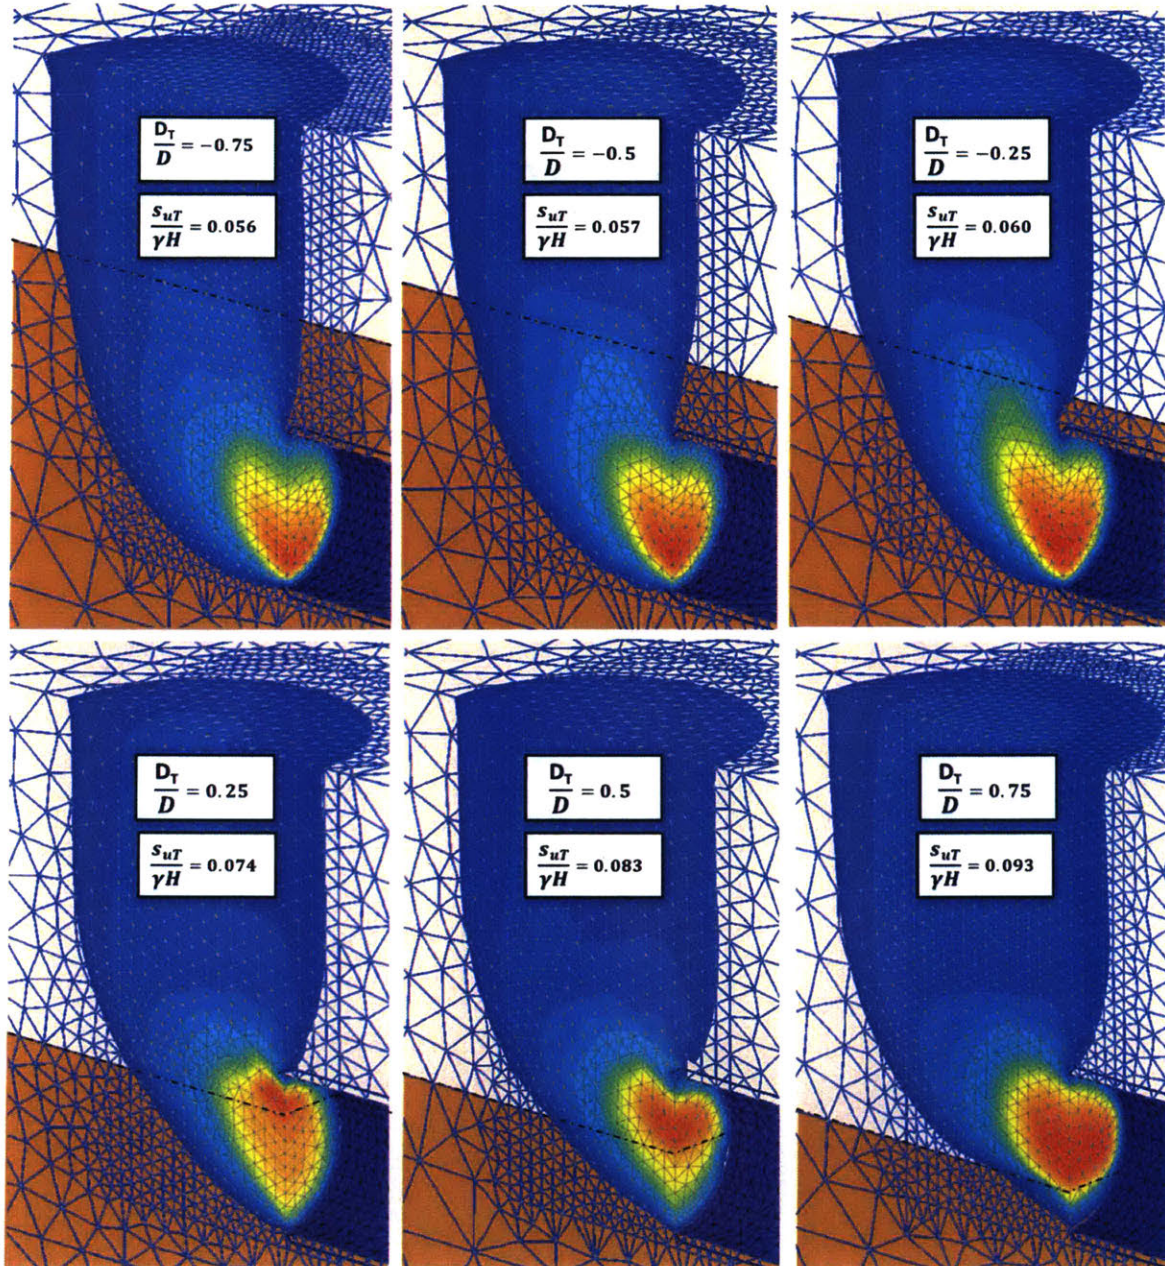 D_T/D = −0.75
s_uT/γH = 0.056
D_T/D = −0.5
s_uT/γH = 0.057
D_T/D = −0.25
s_uT/γH = 0.060
D_T/D = 0.25
s_uT/γH = 0.074
D_T/D = 0.5
s_uT/γH = 0.083
D_T/D = 0.75
s_uT/γH = 0.093